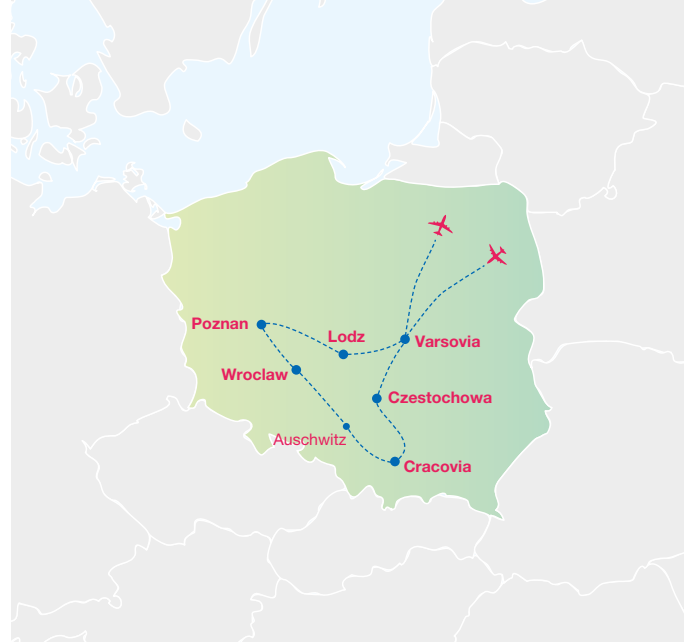 Poznan
Lodz
Varsovia
Wroclaw
Czestochowa
Auschwitz
Cracovia